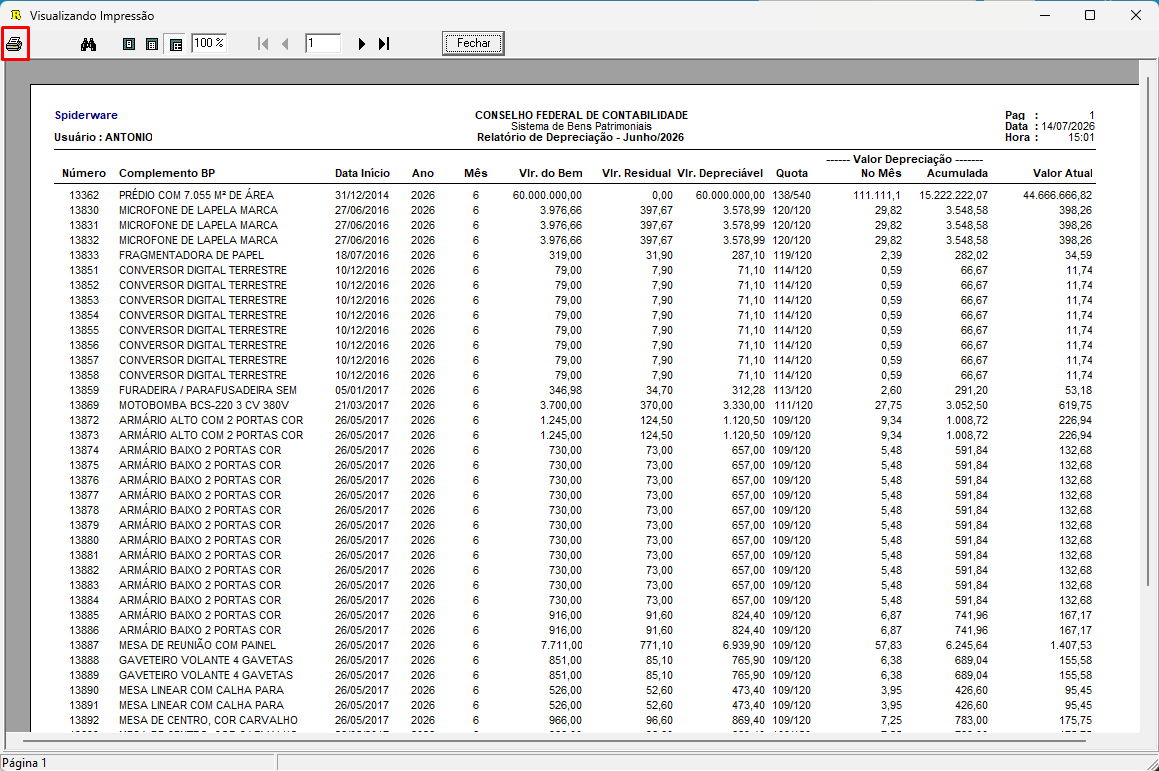 Visualizando Impressão
100 % 1 Fechar
Spiderware CONSELHO FEDERAL DE CONTABILIDADE Pag : 1
Sistema de Bens Patrimoniais Data : 14/07/2026
Usuário : ANTONIO Relatório de Depreciação - Junho/2026 Hora : 15:01
------ Valor Depreciação -------
Número Complemento BP Data Início Ano Mês Vlr. do Bem Vlr. Residual Vlr. Depreciável Quota No Mês Acumulada Valor Atual
13362 PRÉDIO COM 7.055 M² DE ÁREA 31/12/2014 2026 6 60.000.000,00 0,00 60.000.000,00 138/540 111.111,1 15.222.222,07 44.666.666,82
13830 MICROFONE DE LAPELA MARCA 27/06/2016 2026 6 3.976,66 397,67 3.578,99 120/120 29,82 3.548,58 398,26
13831 MICROFONE DE LAPELA MARCA 27/06/2016 2026 6 3.976,66 397,67 3.578,99 120/120 29,82 3.548,58 398,26
13832 MICROFONE DE LAPELA MARCA 27/06/2016 2026 6 3.976,66 397,67 3.578,99 120/120 29,82 3.548,58 398,26
13833 FRAGMENTADORA DE PAPEL 18/07/2016 2026 6 319,00 31,90 287,10 119/120 2,39 282,02 34,59
13851 CONVERSOR DIGITAL TERRESTRE 10/12/2016 2026 6 79,00 7,90 71,10 114/120 0,59 66,67 11,74
13852 CONVERSOR DIGITAL TERRESTRE 10/12/2016 2026 6 79,00 7,90 71,10 114/120 0,59 66,67 11,74
13853 CONVERSOR DIGITAL TERRESTRE 10/12/2016 2026 6 79,00 7,90 71,10 114/120 0,59 66,67 11,74
13854 CONVERSOR DIGITAL TERRESTRE 10/12/2016 2026 6 79,00 7,90 71,10 114/120 0,59 66,67 11,74
13855 CONVERSOR DIGITAL TERRESTRE 10/12/2016 2026 6 79,00 7,90 71,10 114/120 0,59 66,67 11,74
13856 CONVERSOR DIGITAL TERRESTRE 10/12/2016 2026 6 79,00 7,90 71,10 114/120 0,59 66,67 11,74
13857 CONVERSOR DIGITAL TERRESTRE 10/12/2016 2026 6 79,00 7,90 71,10 114/120 0,59 66,67 11,74
13858 CONVERSOR DIGITAL TERRESTRE 10/12/2016 2026 6 79,00 7,90 71,10 114/120 0,59 66,67 11,74
13859 FURADEIRA / PARAFUSADEIRA SEM 05/01/2017 2026 6 346,98 34,70 312,28 113/120 2,60 291,20 53,18
13869 MOTOBOMBA BCS-220 3 CV 380V 21/03/2017 2026 6 3.700,00 370,00 3.330,00 111/120 27,75 3.052,50 619,75
13872 ARMÁRIO ALTO COM 2 PORTAS COR 26/05/2017 2026 6 1.245,00 124,50 1.120,50 109/120 9,34 1.008,72 226,94
13873 ARMÁRIO ALTO COM 2 PORTAS COR 26/05/2017 2026 6 1.245,00 124,50 1.120,50 109/120 9,34 1.008,72 226,94
13874 ARMÁRIO BAIXO 2 PORTAS COR 26/05/2017 2026 6 730,00 73,00 657,00 109/120 5,48 591,84 132,68
13875 ARMÁRIO BAIXO 2 PORTAS COR 26/05/2017 2026 6 730,00 73,00 657,00 109/120 5,48 591,84 132,68
13876 ARMÁRIO BAIXO 2 PORTAS COR 26/05/2017 2026 6 730,00 73,00 657,00 109/120 5,48 591,84 132,68
13877 ARMÁRIO BAIXO 2 PORTAS COR 26/05/2017 2026 6 730,00 73,00 657,00 109/120 5,48 591,84 132,68
13878 ARMÁRIO BAIXO 2 PORTAS COR 26/05/2017 2026 6 730,00 73,00 657,00 109/120 5,48 591,84 132,68
13879 ARMÁRIO BAIXO 2 PORTAS COR 26/05/2017 2026 6 730,00 73,00 657,00 109/120 5,48 591,84 132,68
13880 ARMÁRIO BAIXO 2 PORTAS COR 26/05/2017 2026 6 730,00 73,00 657,00 109/120 5,48 591,84 132,68
13881 ARMÁRIO BAIXO 2 PORTAS COR 26/05/2017 2026 6 730,00 73,00 657,00 109/120 5,48 591,84 132,68
13882 ARMÁRIO BAIXO 2 PORTAS COR 26/05/2017 2026 6 730,00 73,00 657,00 109/120 5,48 591,84 132,68
13883 ARMÁRIO BAIXO 2 PORTAS COR 26/05/2017 2026 6 730,00 73,00 657,00 109/120 5,48 591,84 132,68
13884 ARMÁRIO BAIXO 2 PORTAS COR 26/05/2017 2026 6 730,00 73,00 657,00 109/120 5,48 591,84 132,68
13885 ARMÁRIO BAIXO 2 PORTAS COR 26/05/2017 2026 6 916,00 91,60 824,40 109/120 6,87 741,96 167,17
13886 ARMÁRIO BAIXO 2 PORTAS COR 26/05/2017 2026 6 916,00 91,60 824,40 109/120 6,87 741,96 167,17
13887 MESA DE REUNIÃO COM PAINEL 26/05/2017 2026 6 7.711,00 771,10 6.939,90 109/120 57,83 6.245,64 1.407,53
13888 GAVETEIRO VOLANTE 4 GAVETAS 26/05/2017 2026 6 851,00 85,10 765,90 109/120 6,38 689,04 155,58
13889 GAVETEIRO VOLANTE 4 GAVETAS 26/05/2017 2026 6 851,00 85,10 765,90 109/120 6,38 689,04 155,58
13890 MESA LINEAR COM CALHA PARA 26/05/2017 2026 6 526,00 52,60 473,40 109/120 3,95 426,60 95,45
13891 MESA LINEAR COM CALHA PARA 26/05/2017 2026 6 526,00 52,60 473,40 109/120 3,95 426,60 95,45
13892 MESA DE CENTRO, COR CARVALHO 26/05/2017 2026 6 966,00 96,60 869,40 109/120 7,25 783,00 175,75
Página 1